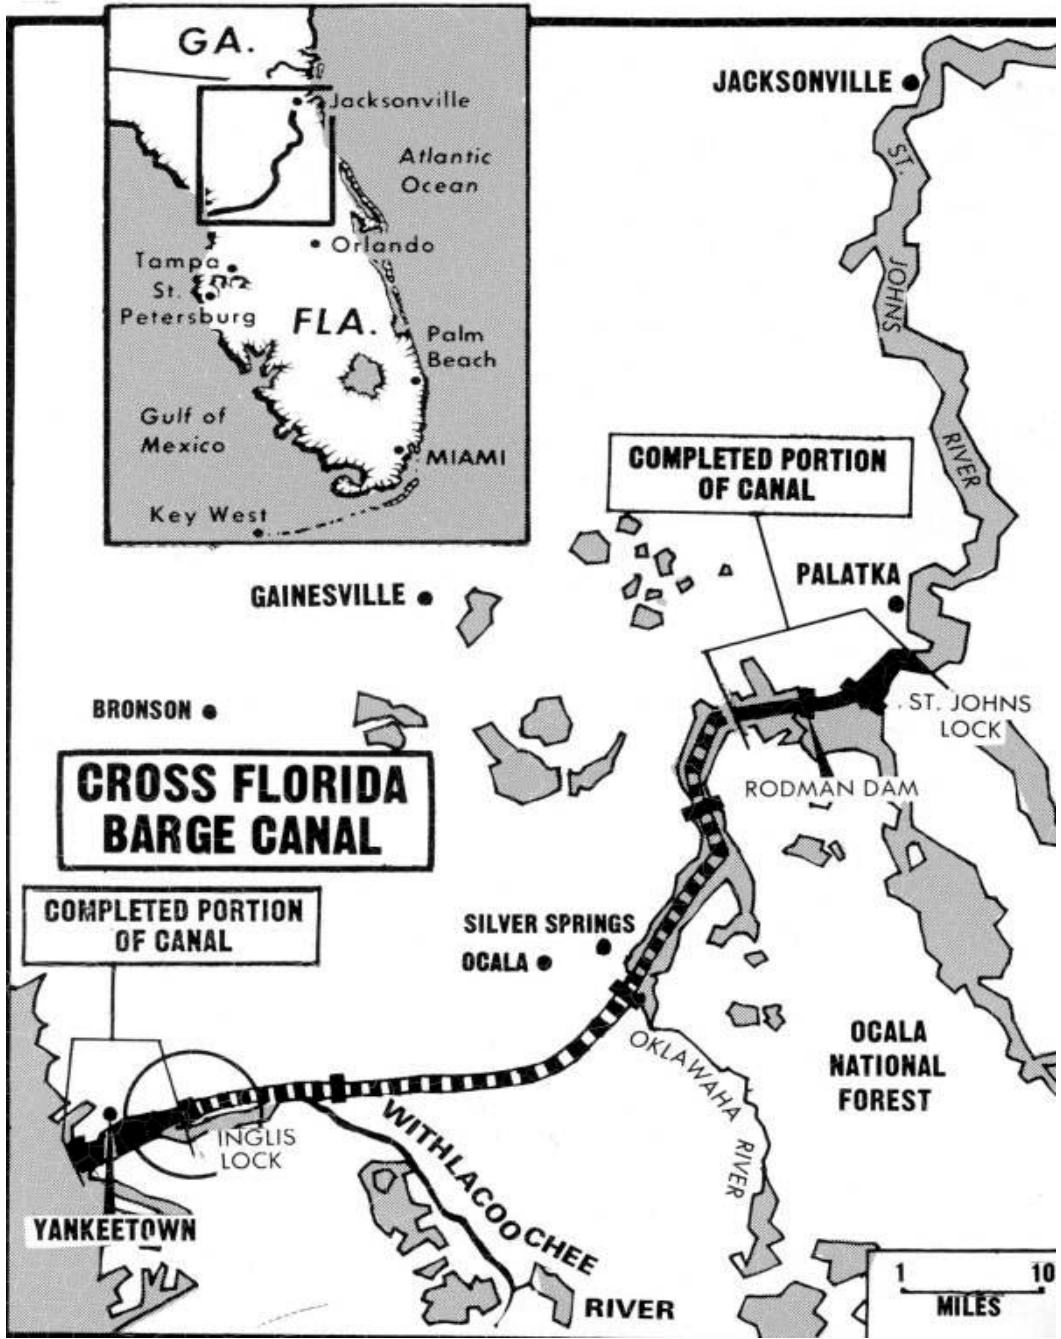 GA.
Jacksonville
Atlantic
Ocean
Orlando
Tampa
St.
Petersburg
FLA.
Palm
Beach
Gulf of
Mexico
MIAMI
Key West
JACKSONVILLE
ST. JOHNS RIVER
COMPLETED PORTION
OF CANAL
PALATKA
GAINESVILLE
BRONSON
ST. JOHNS
LOCK
RODMAN DAM
CROSS FLORIDA
BARGE CANAL
COMPLETED PORTION
OF CANAL
SILVER SPRINGS
OCALA
OCALA
NATIONAL
FOREST
OKLAWAHA RIVER
INGLIS
LOCK
WITHLACOOCHEE
RIVER
YANKEETOWN
1 10
MILES